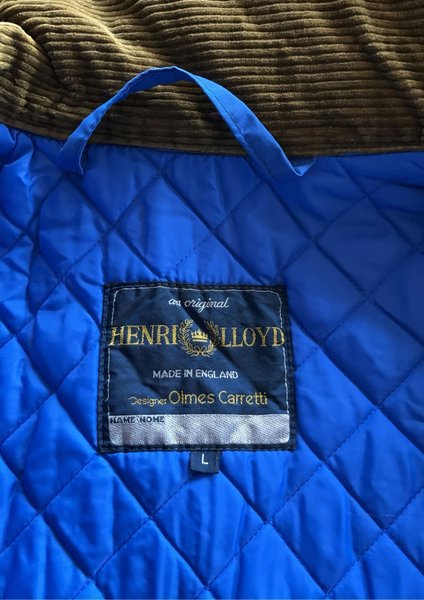 an original
HENRI LLOYD
MADE IN ENGLAND
Designer Olmes Carretti
NAME NOME
L